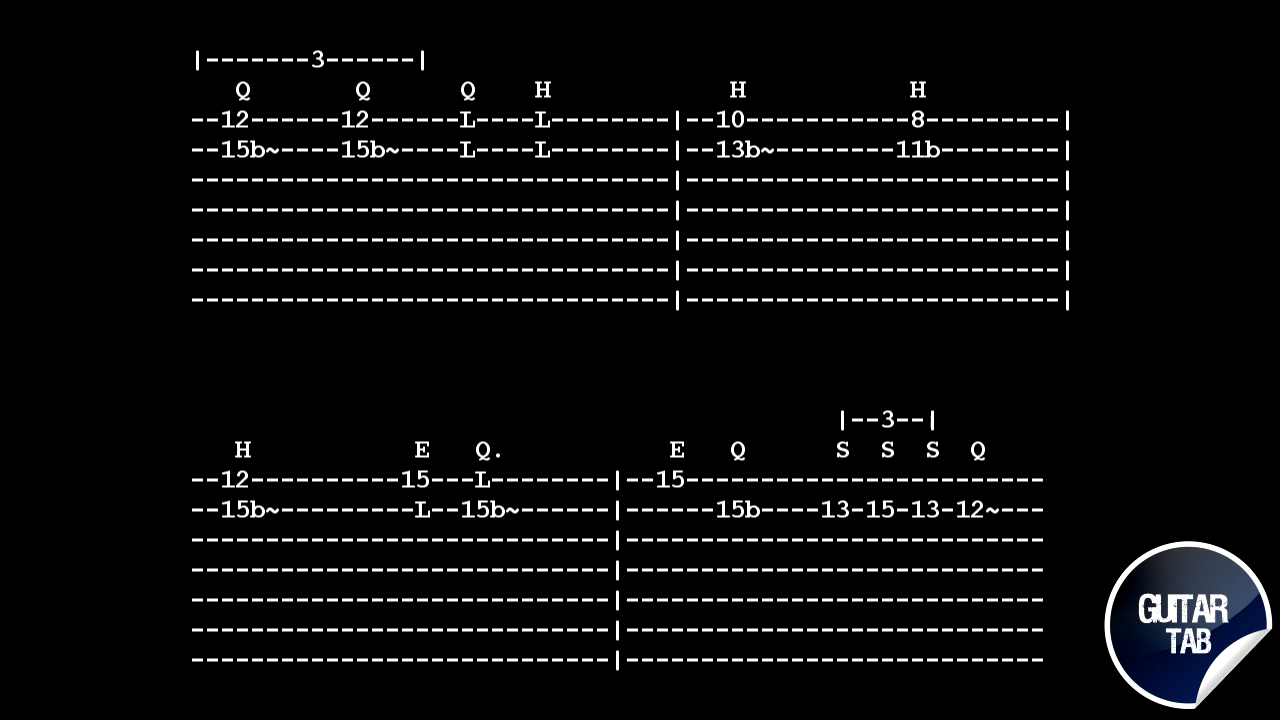 |-------3------|
Q Q Q H H H
--12------12------L----L--------|--10-----------8---------|
--15b~----15b~----L----L--------|--13b~--------11b--------|
--------------------------------|-------------------------|
--------------------------------|-------------------------|
--------------------------------|-------------------------|
--------------------------------|-------------------------|
--------------------------------|-------------------------|
|--3--|
H E Q. E Q S S S Q
--12----------15---L--------|--15------------------------
--15b~---------L--15b~------|------15b----13-15-13-12~---
----------------------------|----------------------------
----------------------------|----------------------------
----------------------------|----------------------------
----------------------------|----------------------------
----------------------------|----------------------------
GUITAR
TAB